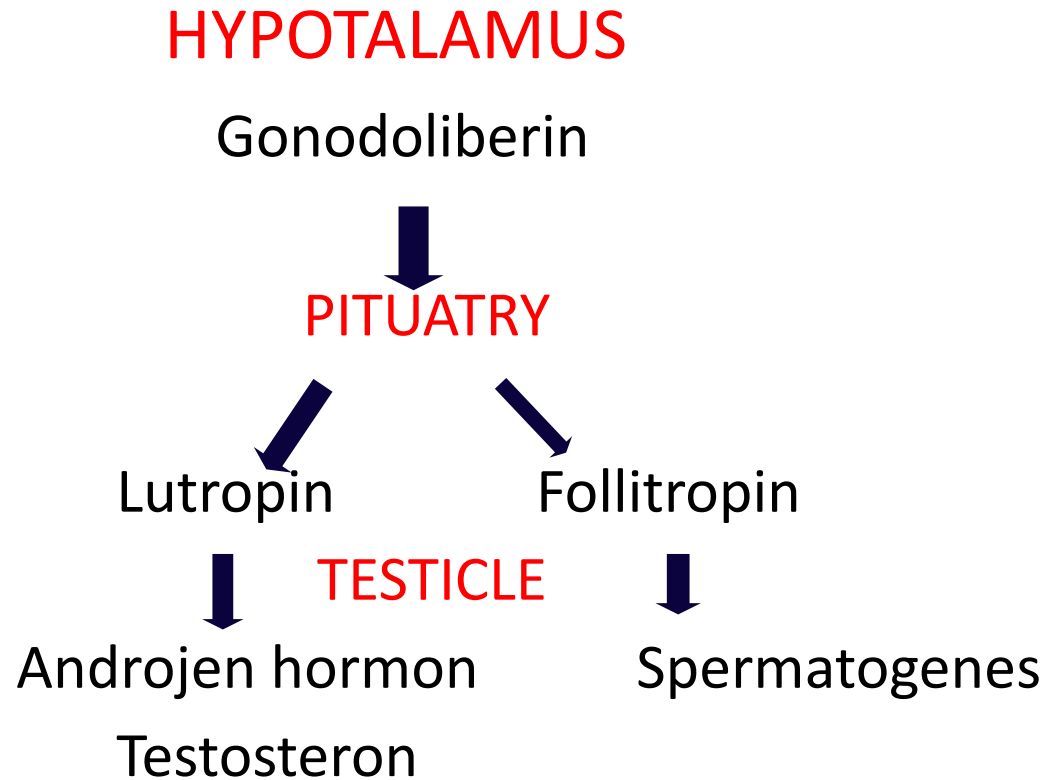 HYPOTALAMUS
Gonodoliberin
PITUATRY
Lutropin Follitropin
TESTICLE
Androjen hormon Spermatogenes
Testosteron